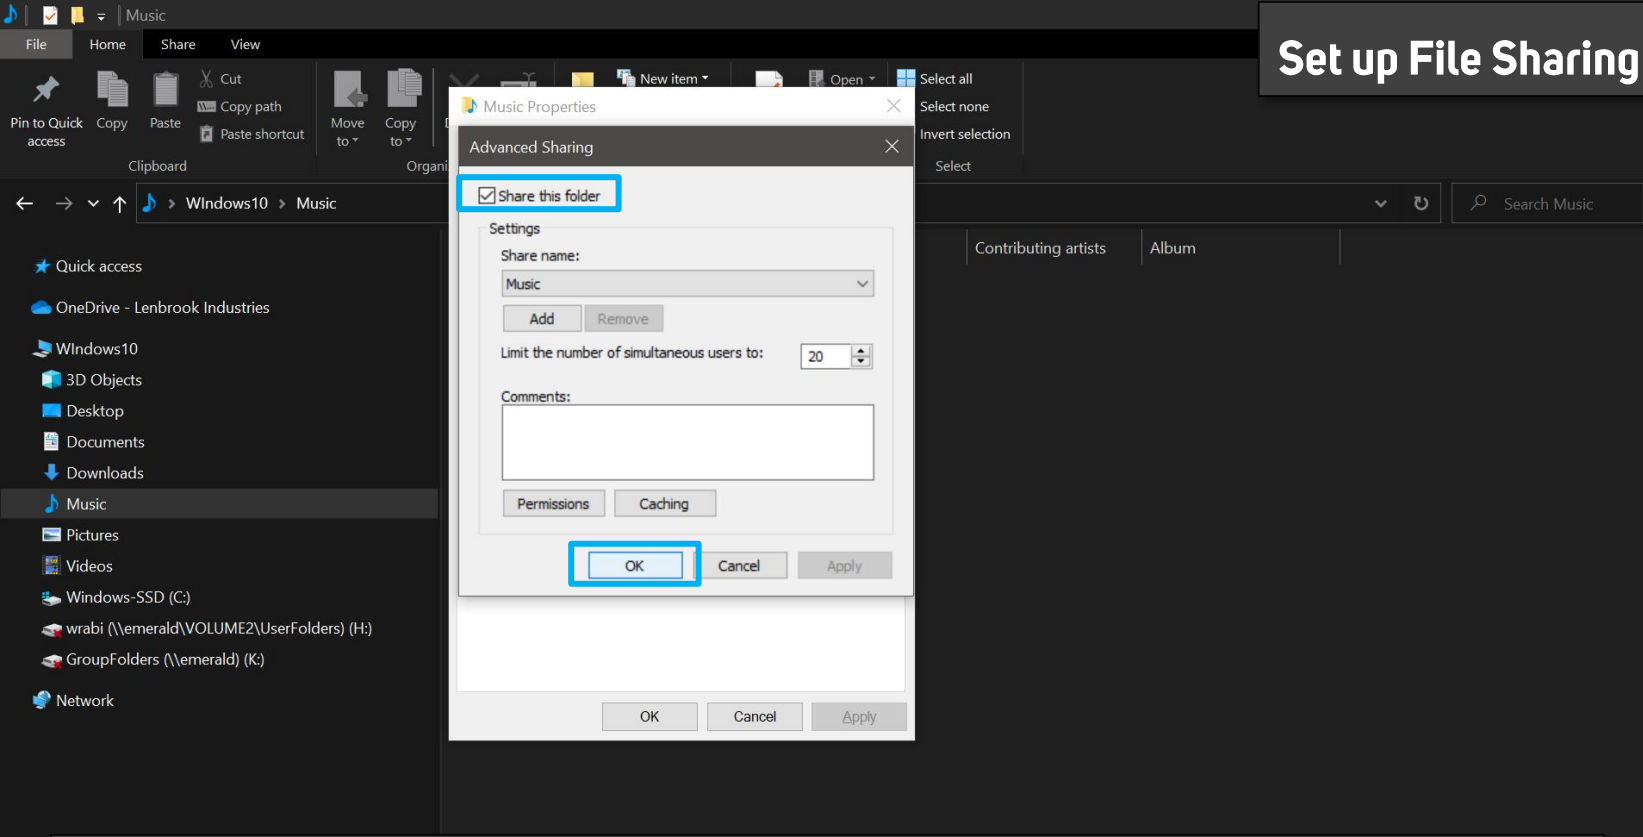 Music
Set up File Sharing
File Home Share View
Pin to Quick access
Copy
Paste
Cut
Copy path
Paste shortcut
Clipboard
Move to
Copy to
Organi
New item
Open
Select all
Select none
Invert selection
Select
WIndows10 > Music
Search Music
Quick access
OneDrive - Lenbrook Industries
WIndows10
3D Objects
Desktop
Documents
Downloads
Music
Pictures
Videos
Windows-SSD (C:)
wrabi (\\emerald\VOLUME2\UserFolders) (H:)
GroupFolders (\\emerald) (K:)
Network
Contributing artists
Album
Music Properties
Advanced Sharing
Share this folder
Settings
Share name:
Music
Add Remove
Limit the number of simultaneous users to: 20
Comments:
Permissions Caching
OK Cancel Apply
OK Cancel Apply